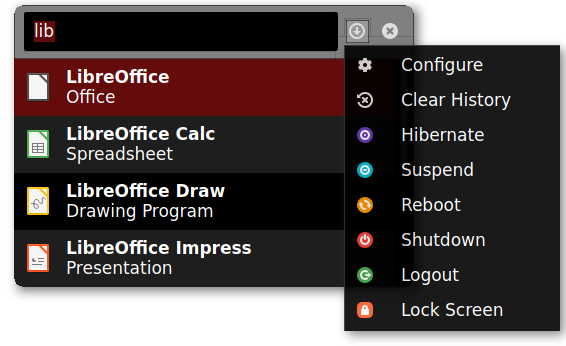 lib
LibreOffice
Office
LibreOffice Calc
Spreadsheet
LibreOffice Draw
Drawing Program
LibreOffice Impress
Presentation
Configure
Clear History
Hibernate
Suspend
Reboot
Shutdown
Logout
Lock Screen